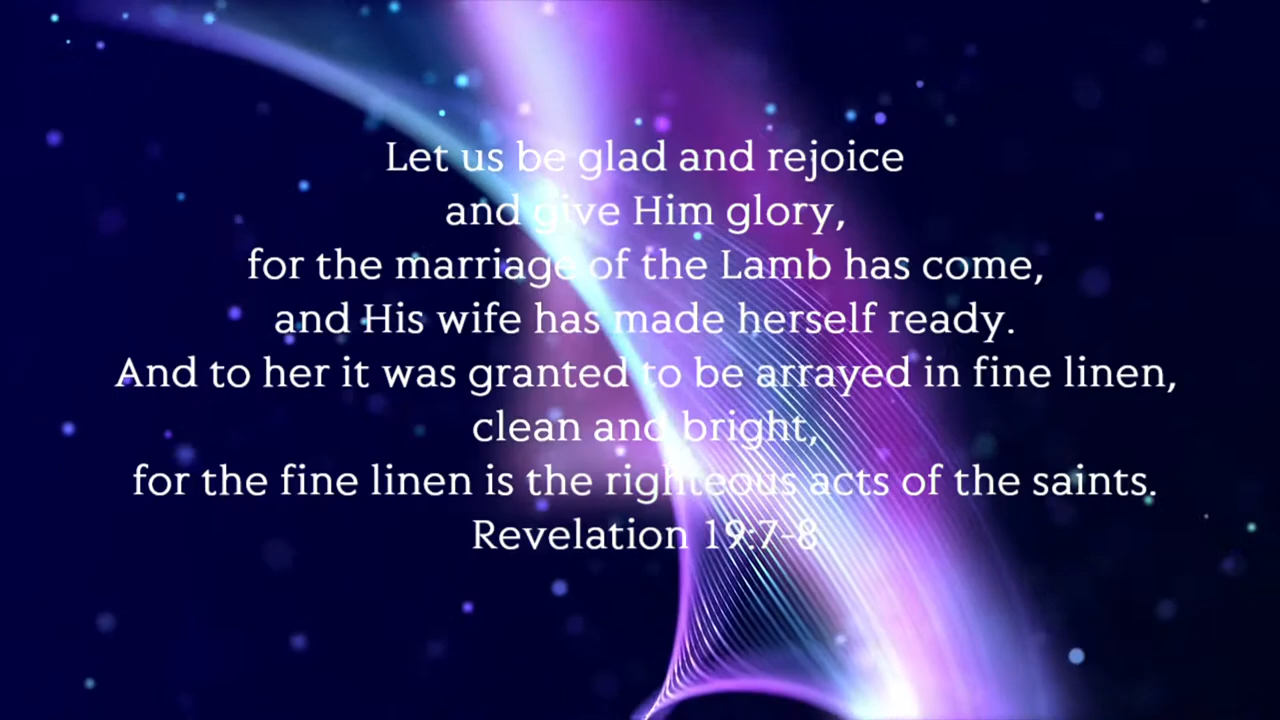 Let us be glad and rejoice
and give Him glory,
for the marriage of the Lamb has come,
and His wife has made herself ready.
And to her it was granted to be arrayed in fine linen,
clean and bright,
for the fine linen is the righteous acts of the saints.
Revelation 19:7-8